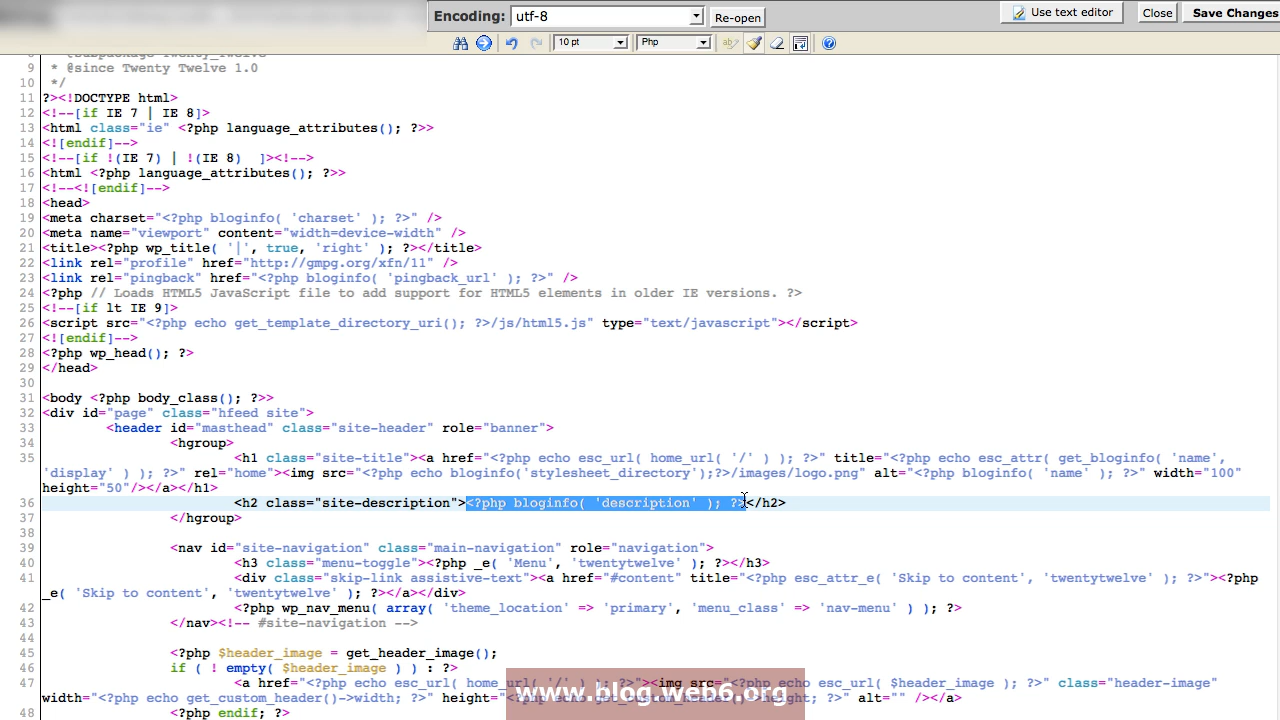 Encoding: utf-8 Re-open Use text editor Close Save Changes
10 pt Php
9 * @since Twenty Twelve 1.0
10 */
11 ?><!DOCTYPE html>
12 <!--[if IE 7 | IE 8]>
13 <html class="ie" <?php language_attributes(); ?>>
14 <![endif]-->
15 <!--[if !(IE 7) | !(IE 8)  ]><!-->
16 <html <?php language_attributes(); ?>>
17 <!--<![endif]-->
18 <head>
19 <meta charset="<?php bloginfo( 'charset' ); ?>" />
20 <meta name="viewport" content="width=device-width" />
21 <title><?php wp_title( '|', true, 'right' ); ?></title>
22 <link rel="profile" href="http://gmpg.org/xfn/11" />
23 <link rel="pingback" href="<?php bloginfo( 'pingback_url' ); ?>" />
24 <?php // Loads HTML5 JavaScript file to add support for HTML5 elements in older IE versions. ?>
25 <!--[if lt IE 9]>
26 <script src="<?php echo get_template_directory_uri(); ?>/js/html5.js" type="text/javascript"></script>
27 <![endif]-->
28 <?php wp_head(); ?>
29 </head>
30
31 <body <?php body_class(); ?>>
32 <div id="page" class="hfeed site">
33 <header id="masthead" class="site-header" role="banner">
34 <hgroup>
35 <h1 class="site-title"><a href="<?php echo esc_url( home_url( '/' ) ); ?>" title="<?php echo esc_attr( get_bloginfo( 'name',
'display' ) ); ?>" rel="home"><img src="<?php echo bloginfo('stylesheet_directory');?>/images/logo.png" alt="<?php bloginfo( 'name' ); ?>" width="100"
height="50"/></a></h1>
36 <h2 class="site-description"><?php bloginfo( 'description' ); ?></h2>
37 </hgroup>
38
39 <nav id="site-navigation" class="main-navigation" role="navigation">
40 <h3 class="menu-toggle"><?php _e( 'Menu', 'twentytwelve' ); ?></h3>
41 <div class="skip-link assistive-text"><a href="#content" title="<?php esc_attr_e( 'Skip to content', 'twentytwelve' ); ?>"><?php
_e( 'Skip to content', 'twentytwelve' ); ?></a></div>
42 <?php wp_nav_menu( array( 'theme_location' => 'primary', 'menu_class' => 'nav-menu' ) ); ?>
43 </nav><!-- #site-navigation -->
44
45 <?php $header_image = get_header_image();
46 if ( ! empty( $header_image ) ) : ?>
47 <a href="<?php echo esc_url( home_url( '/' ) ); ?>"><img src="<?php echo esc_url( $header_image ); ?>" class="header-image"
width="<?php echo get_custom_header()->width; ?>" height="<?php ?>" alt="" /></a>
48 <?php endif; ?>
www.blog.web6.org